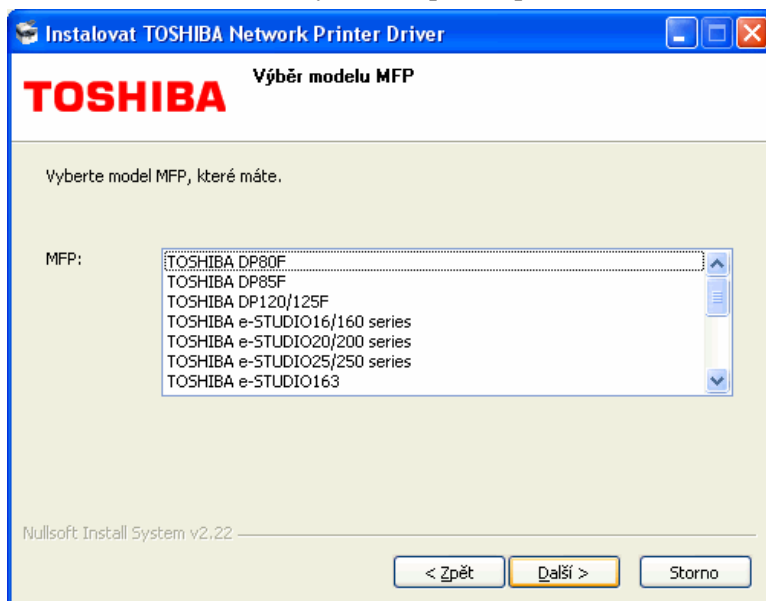 Instalovat TOSHIBA Network Printer Driver
TOSHIBA
Výběr modelu MFP
Vyberte model MFP, které máte.
MFP:
TOSHIBA DP80F
TOSHIBA DP85F
TOSHIBA DP120/125F
TOSHIBA e-STUDIO16/160 series
TOSHIBA e-STUDIO20/200 series
TOSHIBA e-STUDIO25/250 series
TOSHIBA e-STUDIO163
Nullsoft Install System v2.22
< Zpět
Další >
Storno